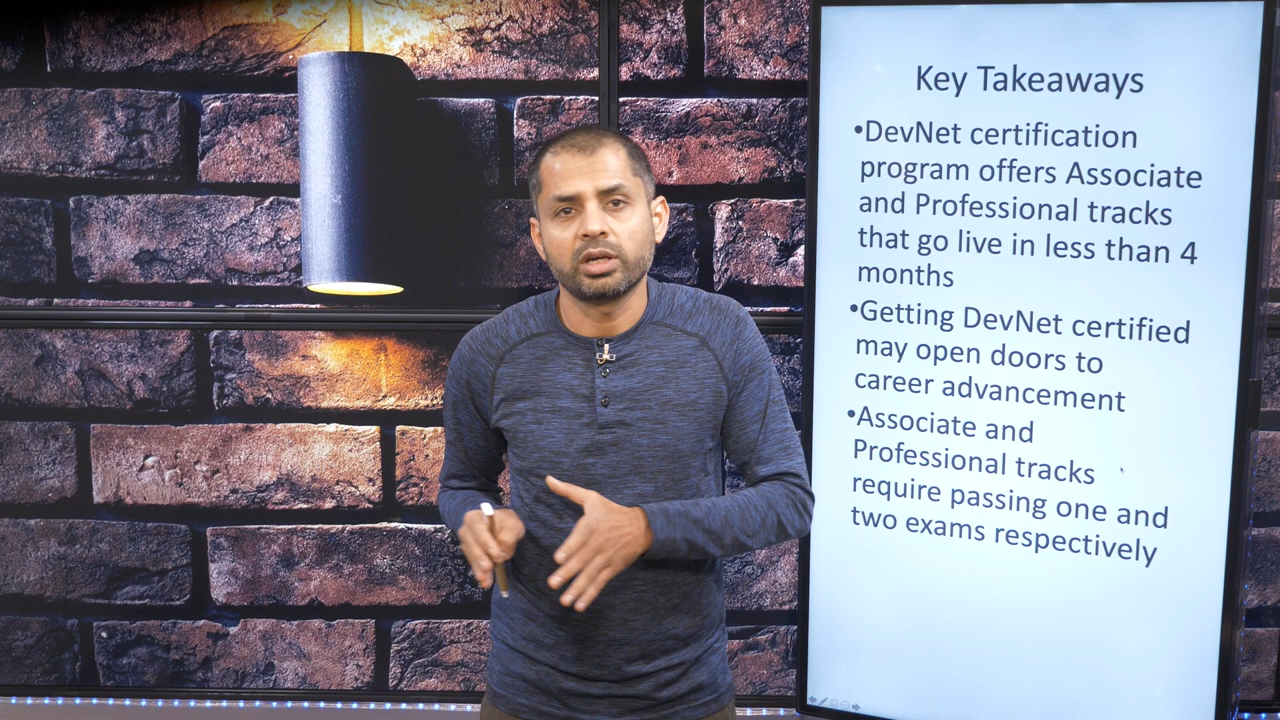 Key Takeaways
•DevNet certification
program offers Associate
and Professional tracks
that go live in less than 4
months
•Getting DevNet certified
may open doors to
career advancement
•Associate and
Professional tracks
require passing one and
two exams respectively